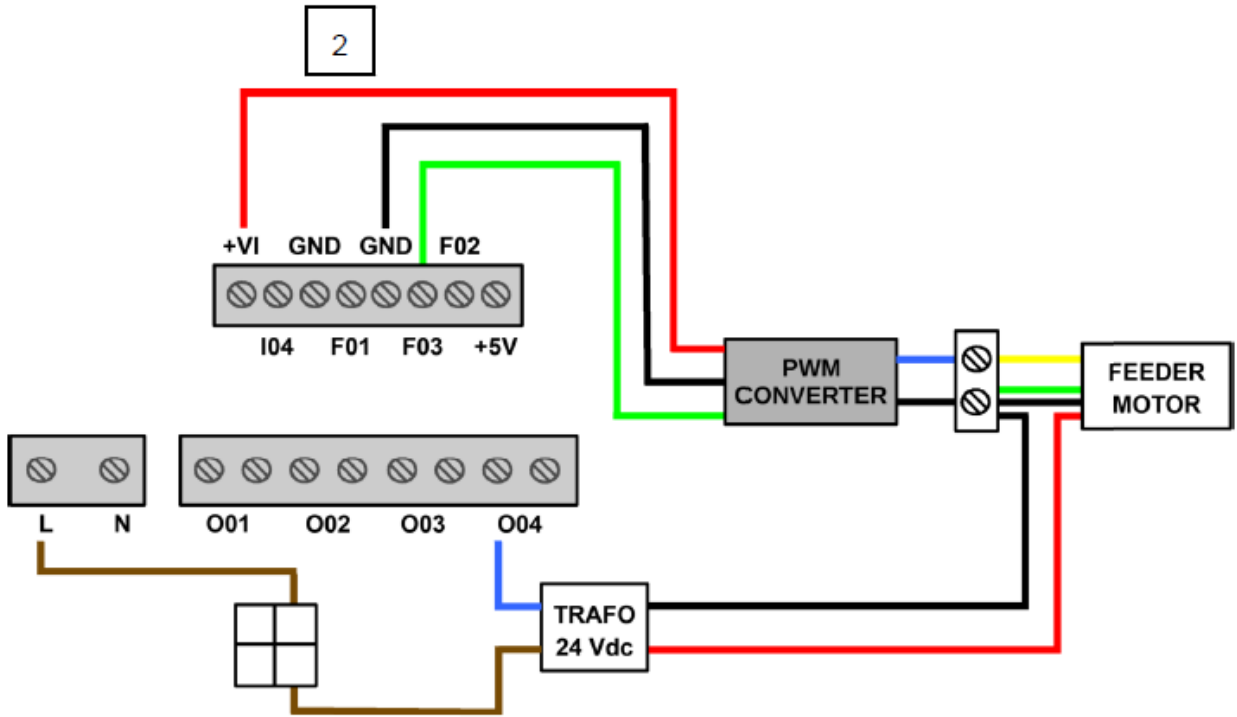 2
+VI GND GND F02
I04 F01 F03 +5V
PWM
CONVERTER
FEEDER
MOTOR
L N O01 O02 O03 O04
TRAFO
24 Vdc